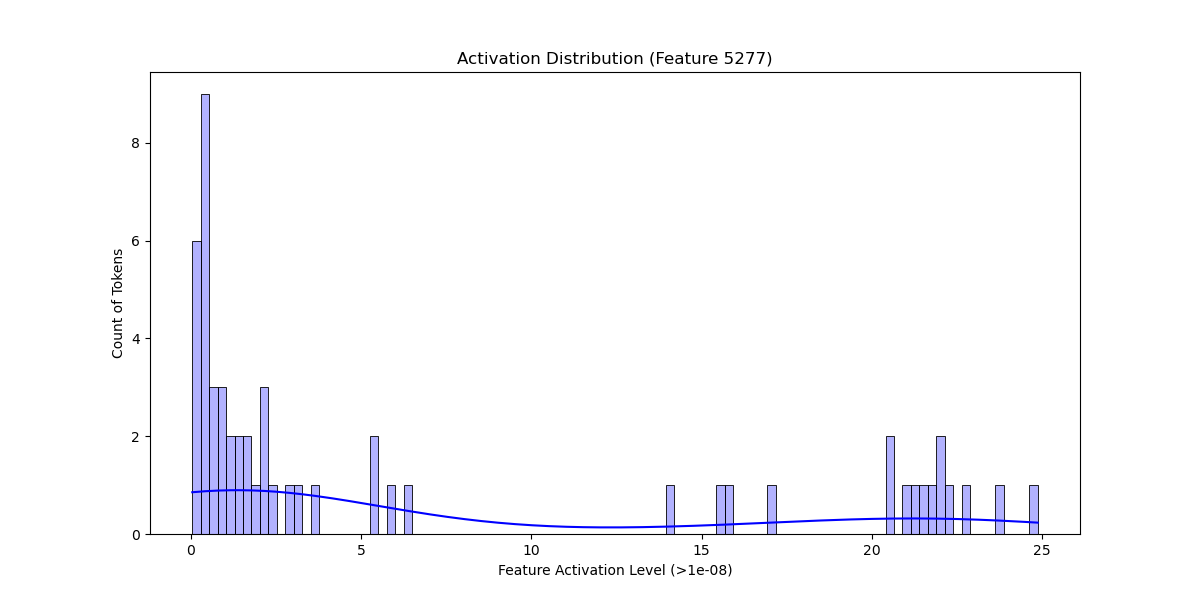 Activation Distribution (Feature 5277)
Count of Tokens
8
6
4
2
0
0 5 10 15 20 25
Feature Activation Level (>1e-08)